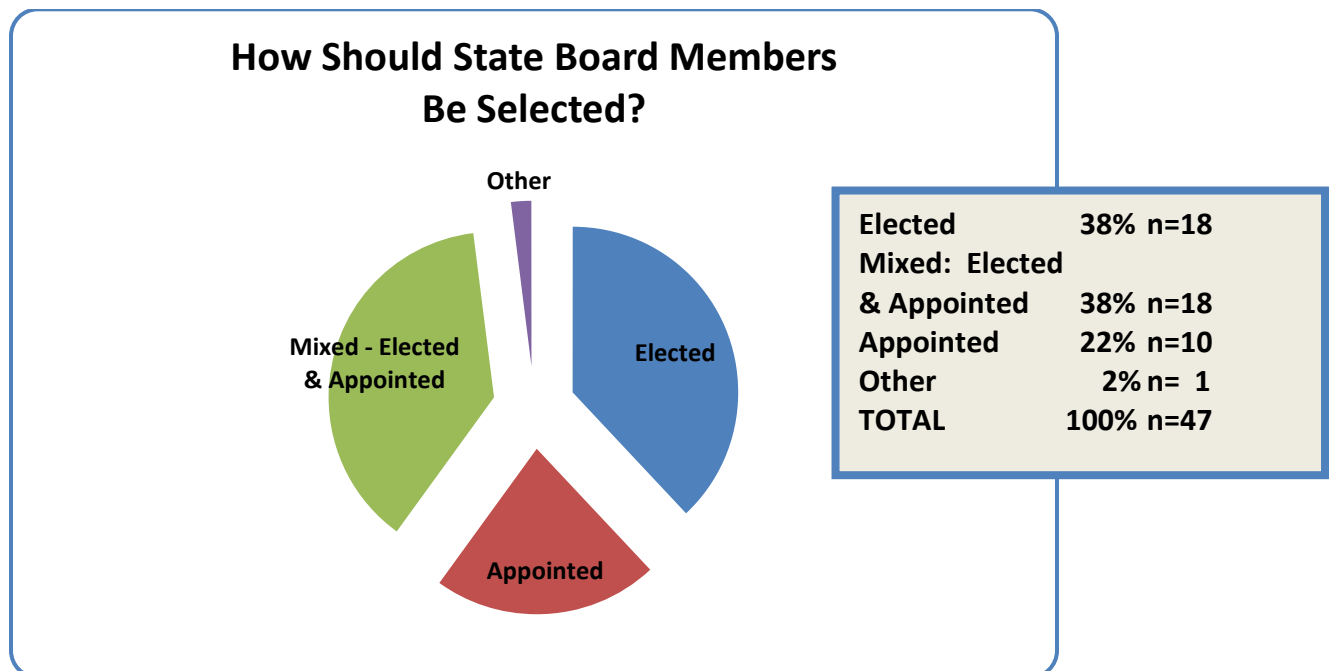 How Should State Board Members
Be Selected?
Other
Mixed - Elected
& Appointed
Elected
Appointed
Elected 38% n=18
Mixed: Elected
& Appointed 38% n=18
Appointed 22% n=10
Other 2% n= 1
TOTAL 100% n=47